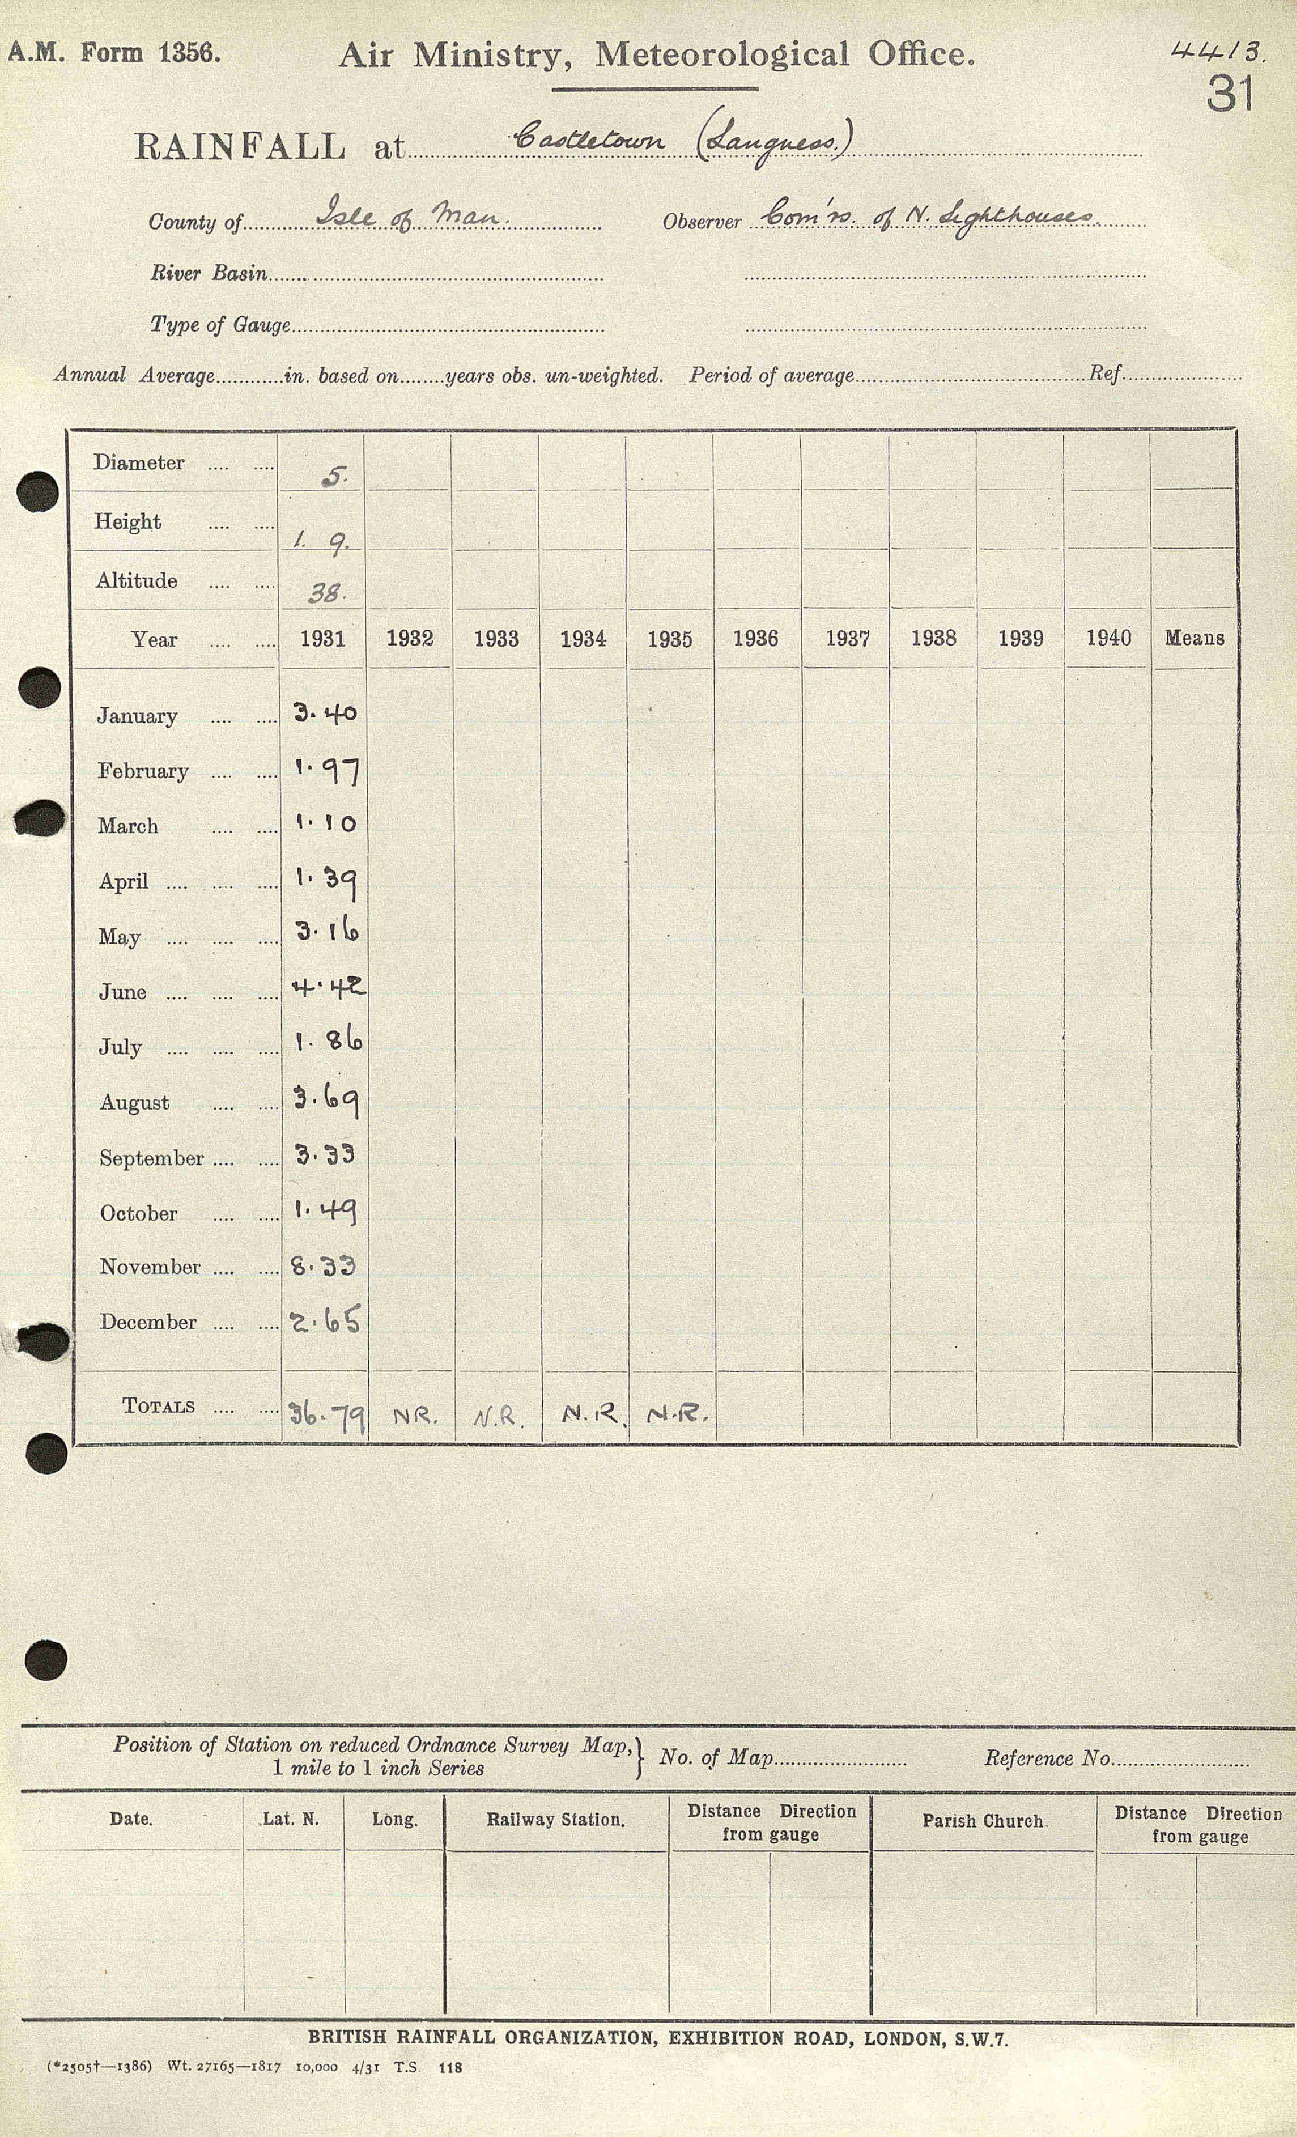 A.M. Form 1356. Air Ministry, Meteorological Office. 4413.
31
RAINFALL at Castletown (Langness.)
County of Isle of Man. Observer Com'rs. of N. Lighthouses.
River Basin
Type of Gauge
Annual Average in. based on years obs. un-weighted. Period of average Ref.
Diameter 5.
Height 1. 9.
Altitude 38.
Year 1931 1932 1933 1934 1935 1936 1937 1938 1939 1940 Means
January 3.40
February 1.97
March 1.10
April 1.39
May 3.16
June 4.42
July 1.86
August 3.69
September 3.33
October 1.49
November 8.33
December 2.65
TOTALS 36.79 NR. N.R. N.R. N.R.
Position of Station on reduced Ordnance Survey Map,} No. of Map Reference No.
1 mile to 1 inch Series
Date. Lat. N. Long. Railway Station. Distance Direction Parish Church. Distance Direction
from gauge from gauge
BRITISH RAINFALL ORGANIZATION, EXHIBITION ROAD, LONDON, S.W.7.
(*2505†—1386) Wt. 27165—1817 10,000 4/31 T.S. 118